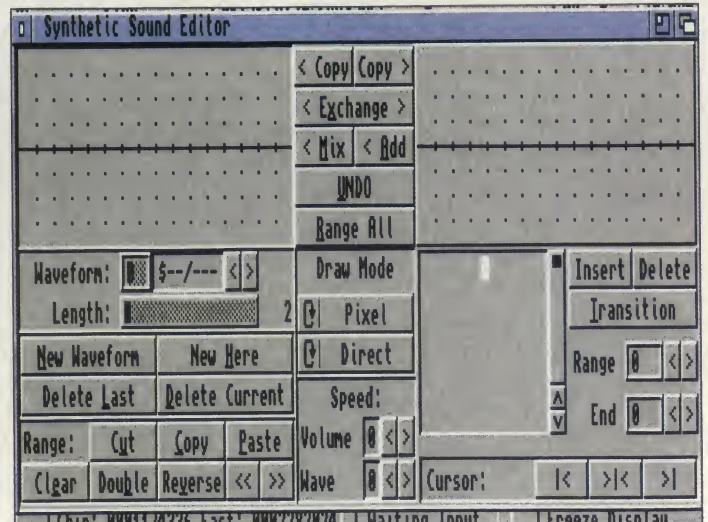 Synthetic Sound Editor
< Copy Copy >
< Exchange >
< Mix < Add
UNDO
Range All
Waveform: $--/--- < >
Length: 2
New Waveform New Here
Delete Last Delete Current
Range: Cut Copy Paste
Clear Double Reverse << >>
Draw Mode
Pixel
Direct
Speed:
Volume 0 < >
Wave 0 < >
Insert Delete
Transition
Range 0 < >
End 0 < >
Cursor: |< >|< >|
Waiting Input Freeze Display